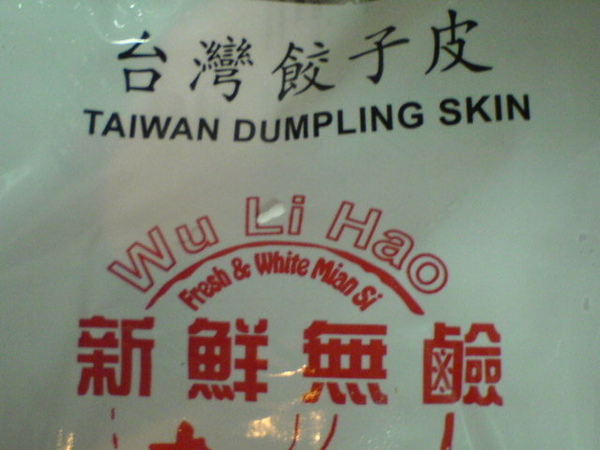 台灣餃子皮
TAIWAN DUMPLING SKIN
Wu Li Hao
Fresh & White Mian Si
新鮮無鹼